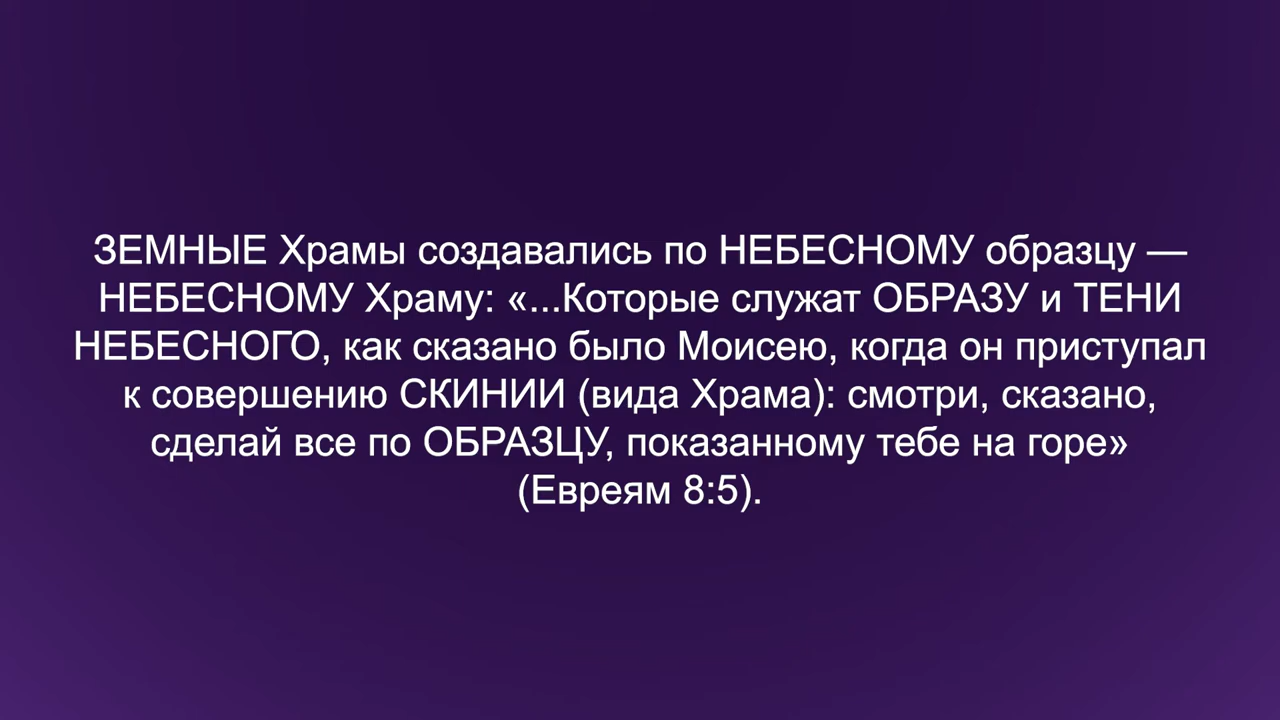 ЗЕМНЫЕ Храмы создавались по НЕБЕСНОМУ образцу —
НЕБЕСНОМУ Храму: «...Которые служат ОБРАЗУ и ТЕНИ
НЕБЕСНОГО, как сказано было Моисею, когда он приступал
к совершению СКИНИИ (вида Храма): смотри, сказано,
сделай все по ОБРАЗЦУ, показанному тебе на горе»
(Евреям 8:5).